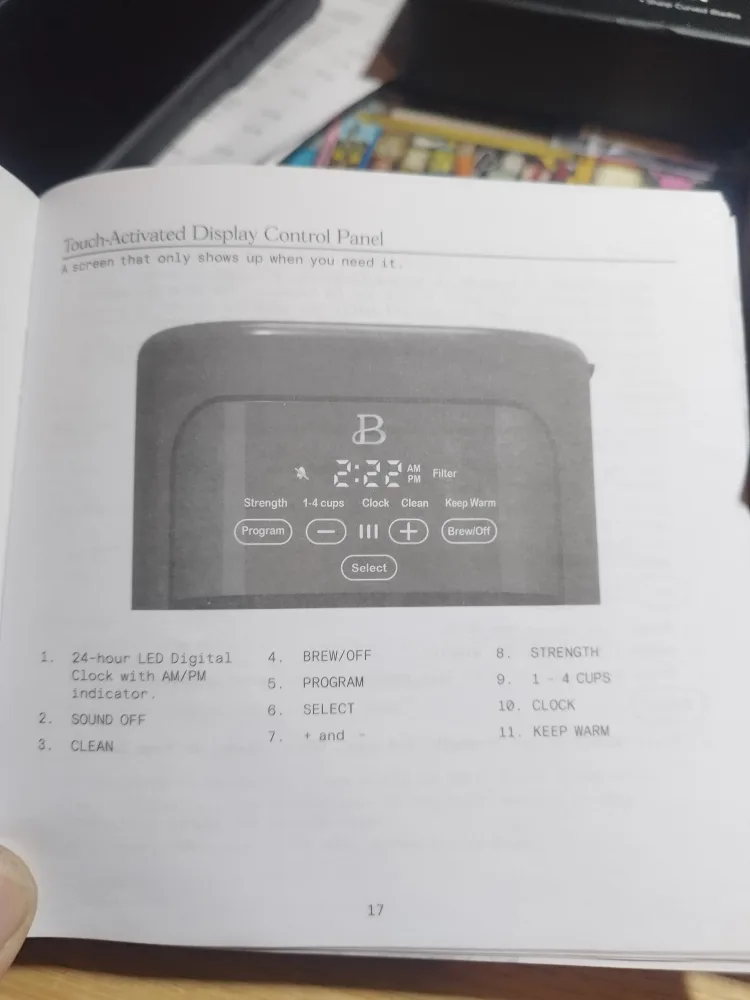 Sharp Curved Blades
Touch-Activated Display Control Panel
A screen that only shows up when you need it.
B
2:22 AM PM Filter
Strength 1-4 cups Clock Clean Keep Warm
Program − + Brew/Off
Select
1. 24-hour LED Digital
Clock with AM/PM
indicator.
2. SOUND OFF
3. CLEAN
4. BREW/OFF
5. PROGRAM
6. SELECT
7. + and -
8. STRENGTH
9. 1 - 4 CUPS
10. CLOCK
11. KEEP WARM
17